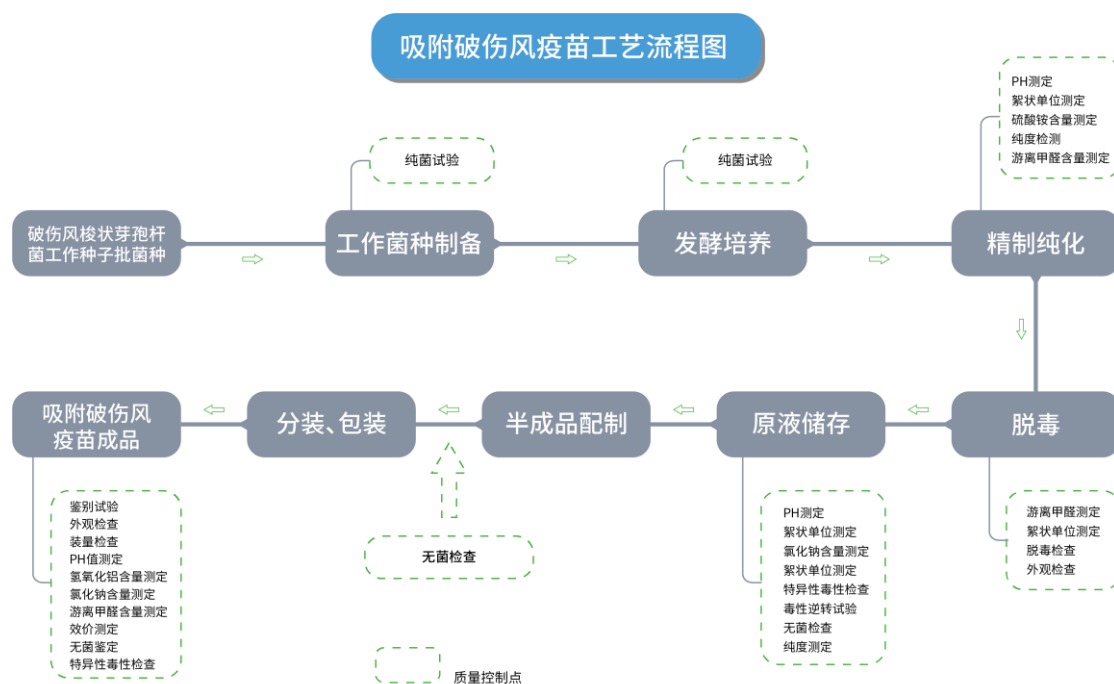 吸附破伤风疫苗工艺流程图
PH测定
絮状单位测定
硫酸铵含量测定
纯度检测
游离甲醛含量测定
纯菌试验
纯菌试验
破伤风梭状芽孢杆
菌工作种子批菌种
工作菌种制备
发酵培养
精制纯化
吸附破伤风
疫苗成品
分装、包装
半成品配制
原液储存
脱毒
鉴别试验
外观检查
装量检查
PH值测定
氢氧化铝含量测定
氯化钠含量测定
游离甲醛含量测定
效价测定
无菌鉴定
特异性毒性检查
无菌检查
PH测定
絮状单位测定
氯化钠含量测定
絮状单位测定
特异性毒性检查
毒性逆转试验
无菌检查
纯度测定
游离甲醛测定
絮状单位测定
脱毒检查
外观检查
质量控制点